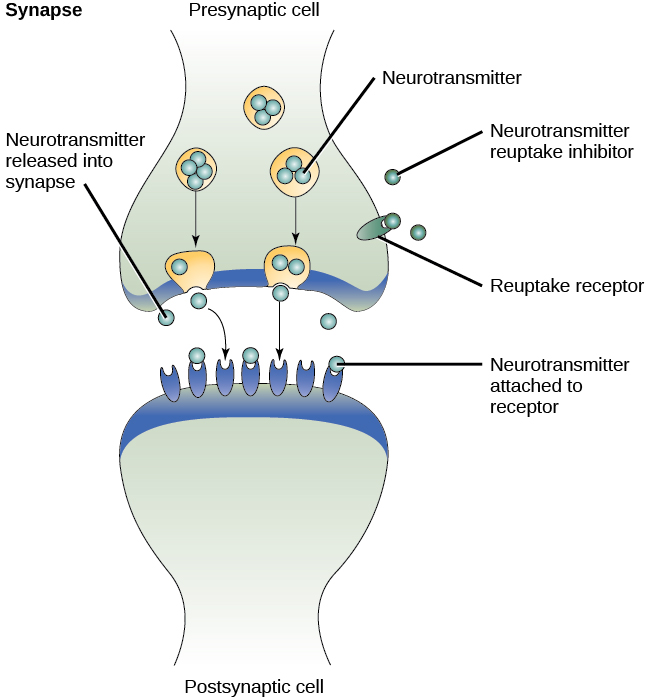 Synapse
Presynaptic cell
Neurotransmitter
Neurotransmitter
reuptake inhibitor
Neurotransmitter
released into
synapse
Reuptake receptor
Neurotransmitter
attached to
receptor
Postsynaptic cell